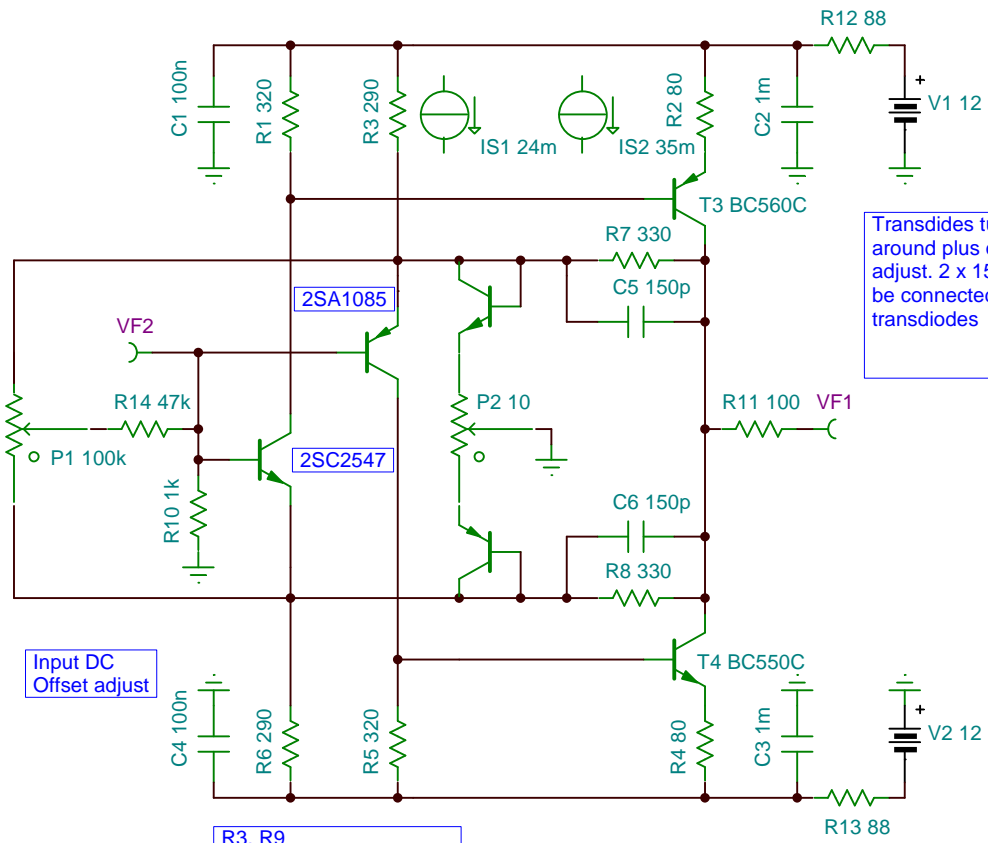 R12 88
C1 100n
R1 320
R3 290
IS1 24m
IS2 35m
R2 80
C2 1m
+
V1 12
T3 BC560C
Transdides
around plus
adjust. 2 x
be connected
transdiodes
R7 330
C5 150p
2SA1085
VF2
R14 47k
P1 100k
P2 10
R11 100
VF1
2SC2547
R10 1k
C6 150p
R8 330
Input DC
Offset adjust
T4 BC550C
C4 100n
R6 290
R5 320
R4 80
C3 1m
+
V2 12
R13 88
R3, R9